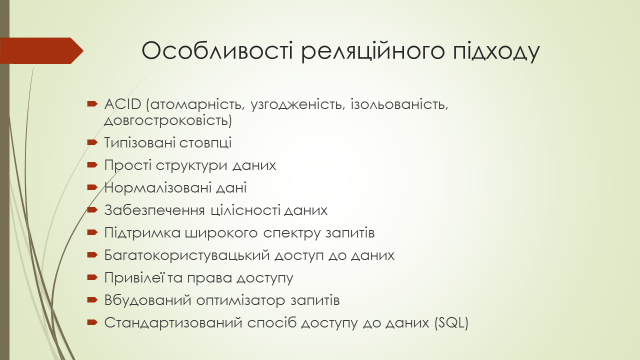 Особливості реляційного підходу
ACID (атомарність, узгодженість, ізольованість,
довгостроковість)
Типізовані стовпці
Прості структури даних
Нормалізовані дані
Забезпечення цілісності даних
Підтримка широкого спектру запитів
Багатокористувацький доступ до даних
Привілеї та права доступу
Вбудований оптимізатор запитів
Стандартизований спосіб доступу до даних (SQL)